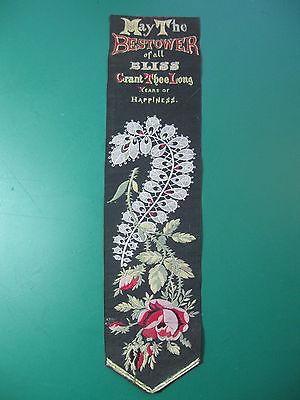 May The
BESTOWER
of all
BLISS
Grant Thee Long
YEARS OF
HAPPINESS.